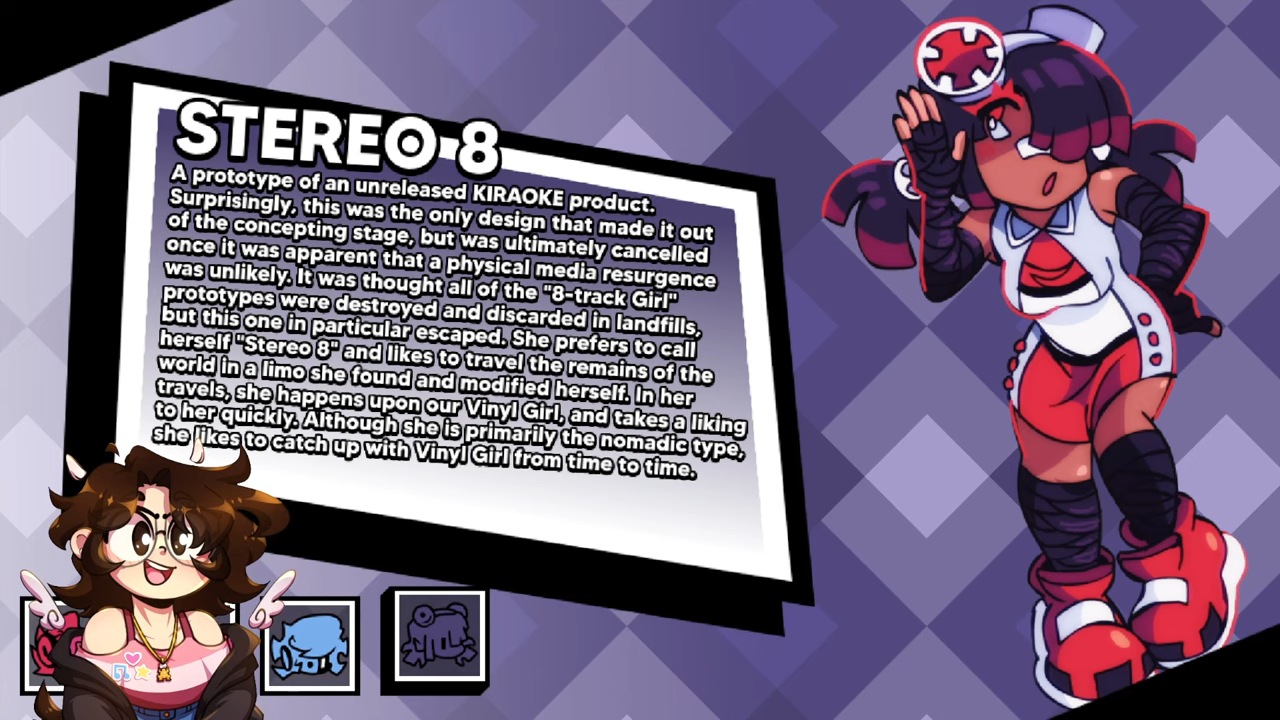 STEREO 8
A prototype of an unreleased KIRAOKE product.
Surprisingly, this was the only design that made it out
of the concepting stage, but was ultimately cancelled
once it was apparent that a physical media resurgence
was unlikely. It was thought all of the "8-track Girl"
prototypes were destroyed and discarded in landfills,
but this one in particular escaped. She prefers to call
herself "Stereo 8" and likes to travel the remains of the
world in a limo she found and modified herself. In her
travels, she happens upon our Vinyl Girl, and takes a liking
to her quickly. Although she is primarily the nomadic type,
she likes to catch up with Vinyl Girl from time to time.